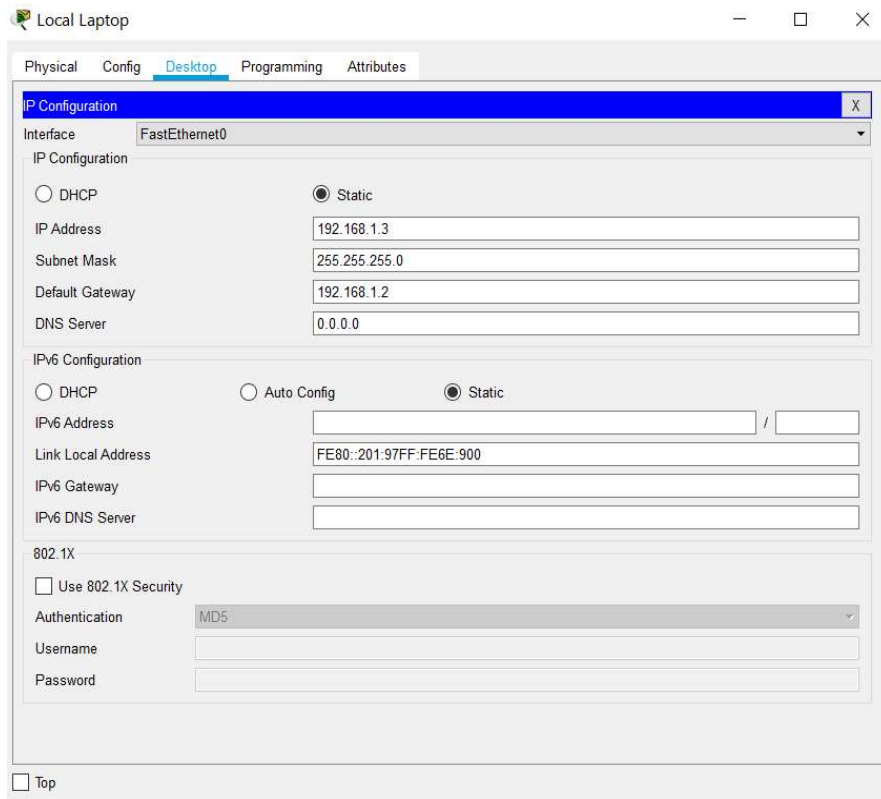 Local Laptop
Physical Config Desktop Programming Attributes
IP Configuration X
Interface FastEthernet0
IP Configuration
DHCP Static
IP Address 192.168.1.3
Subnet Mask 255.255.255.0
Default Gateway 192.168.1.2
DNS Server 0.0.0.0
IPv6 Configuration
DHCP Auto Config Static
IPv6 Address /
Link Local Address FE80::201:97FF:FE6E:900
IPv6 Gateway
IPv6 DNS Server
802.1X
Use 802.1X Security
Authentication MD5
Username
Password
Top